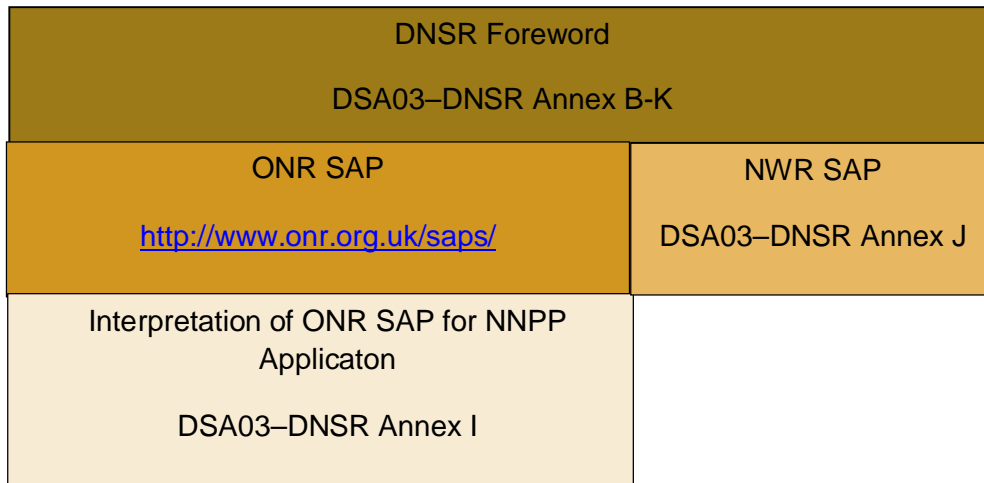 DNSR Foreword
DSA03–DNSR Annex B-K
ONR SAP
http://www.onr.org.uk/saps/
NWR SAP
DSA03–DNSR Annex J
Interpretation of ONR SAP for NNPP
Applicaton
DSA03–DNSR Annex I